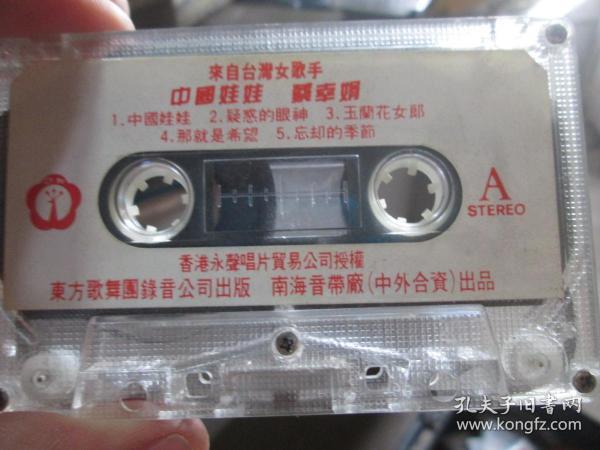 來自台灣女歌手
中國娃娃 蔡幸娟
1.中國娃娃 2.疑惑的眼神 3.玉蘭花女郎
4.那就是希望 5.忘却的季節
A
STEREO
香港永聲唱片貿易公司授權
東方歌舞團錄音公司出版 南海音帶廠(中外合資)出品
孔夫子旧书网
www.kongfz.com